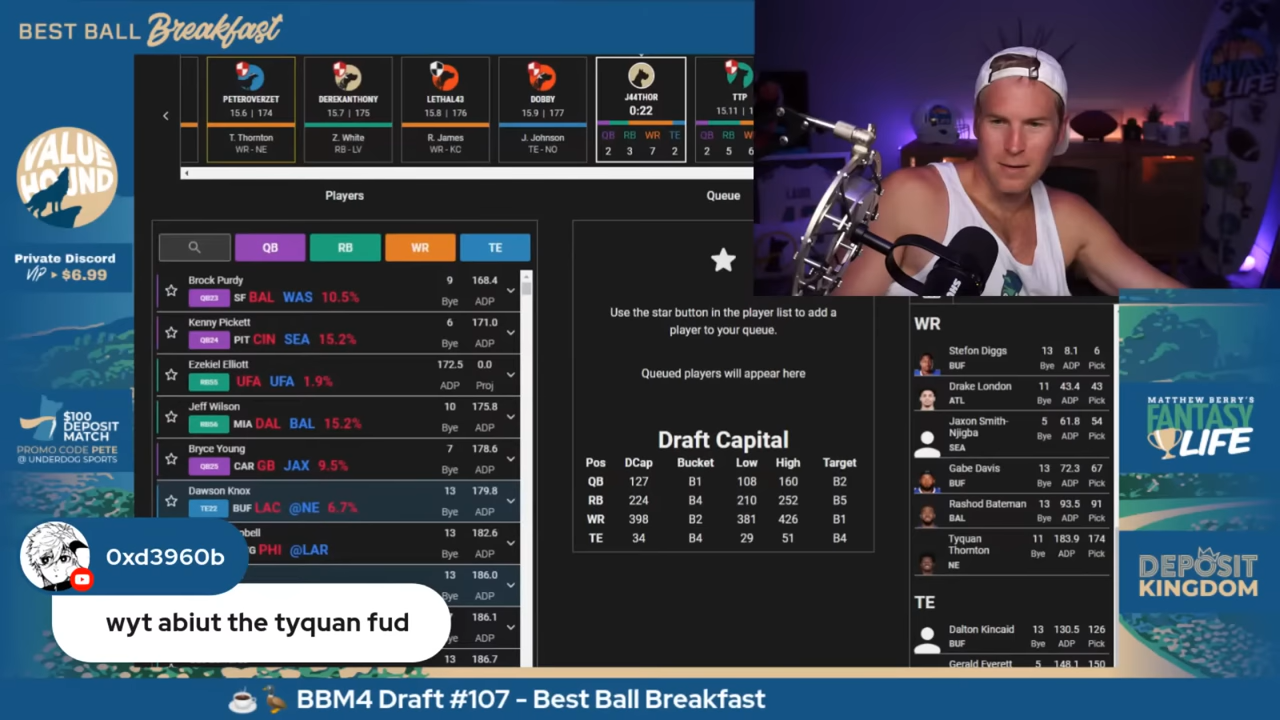 BEST BALL Breakfast
PETEROVERZET
15.6 | 174
T. Thornton
WR - NE
DEREKANTHONY
15.7 | 175
Z. White
RB - LV
LETHAL43
15.8 | 176
R. James
WR - KC
DOBBY
15.9 | 177
J. Johnson
TE - NO
J44THOR
0:22
QB RB WR TE
2 3 7 2
TTP
15.11 |
QB RB
2 5
VALUE
HOUND
Private Discord
VIP ▸ $6.99
$100
DEPOSIT
MATCH
PROMO CODE PETE
@ UNDERDOG SPORTS
Players
QB RB WR TE
Brock Purdy 9 168.4
QB23 SF BAL WAS 10.5% Bye ADP
Kenny Pickett 6 171.0
QB24 PIT CIN SEA 15.2% Bye ADP
Ezekiel Elliott 172.5 0.0
RB55 UFA UFA 1.9% ADP Proj
Jeff Wilson 10 175.8
RB56 MIA DAL BAL 15.2% Bye ADP
Bryce Young 7 178.6
QB25 CAR GB JAX 9.5% Bye ADP
Dawson Knox 13 179.8
TE22 BUF LAC @NE 6.7% Bye ADP
13 182.6
PHI @LAR Bye ADP
13 186.0
Bye ADP
186.1
Bye ADP
13 186.7
Queue
Use the star button in the player list to add a
player to your queue.
Queued players will appear here
Draft Capital
Pos DCap Bucket Low High Target
QB 127 B1 108 160 B2
RB 224 B4 210 252 B5
WR 398 B2 381 426 B1
TE 34 B4 29 51 B4
WR
Stefon Diggs 13 8.1 6
BUF Bye ADP Pick
Drake London 11 43.4 43
ATL Bye ADP Pick
Jaxon Smith-
Njigba 5 61.8 54
SEA Bye ADP Pick
Gabe Davis 13 72.3 67
BUF Bye ADP Pick
Rashod Bateman 13 93.5 91
BAL Bye ADP Pick
Tyquan
Thornton 11 183.9 174
NE Bye ADP Pick
TE
Dalton Kincaid 13 130.5 126
BUF Bye ADP Pick
Gerald Everett 5 148.1 150
MATTHEW BERRY'S
FANTASY
LIFE
DEPOSIT
KINGDOM
0xd3960b
wyt abiut the tyquan fud
BBM4 Draft #107 - Best Ball Breakfast